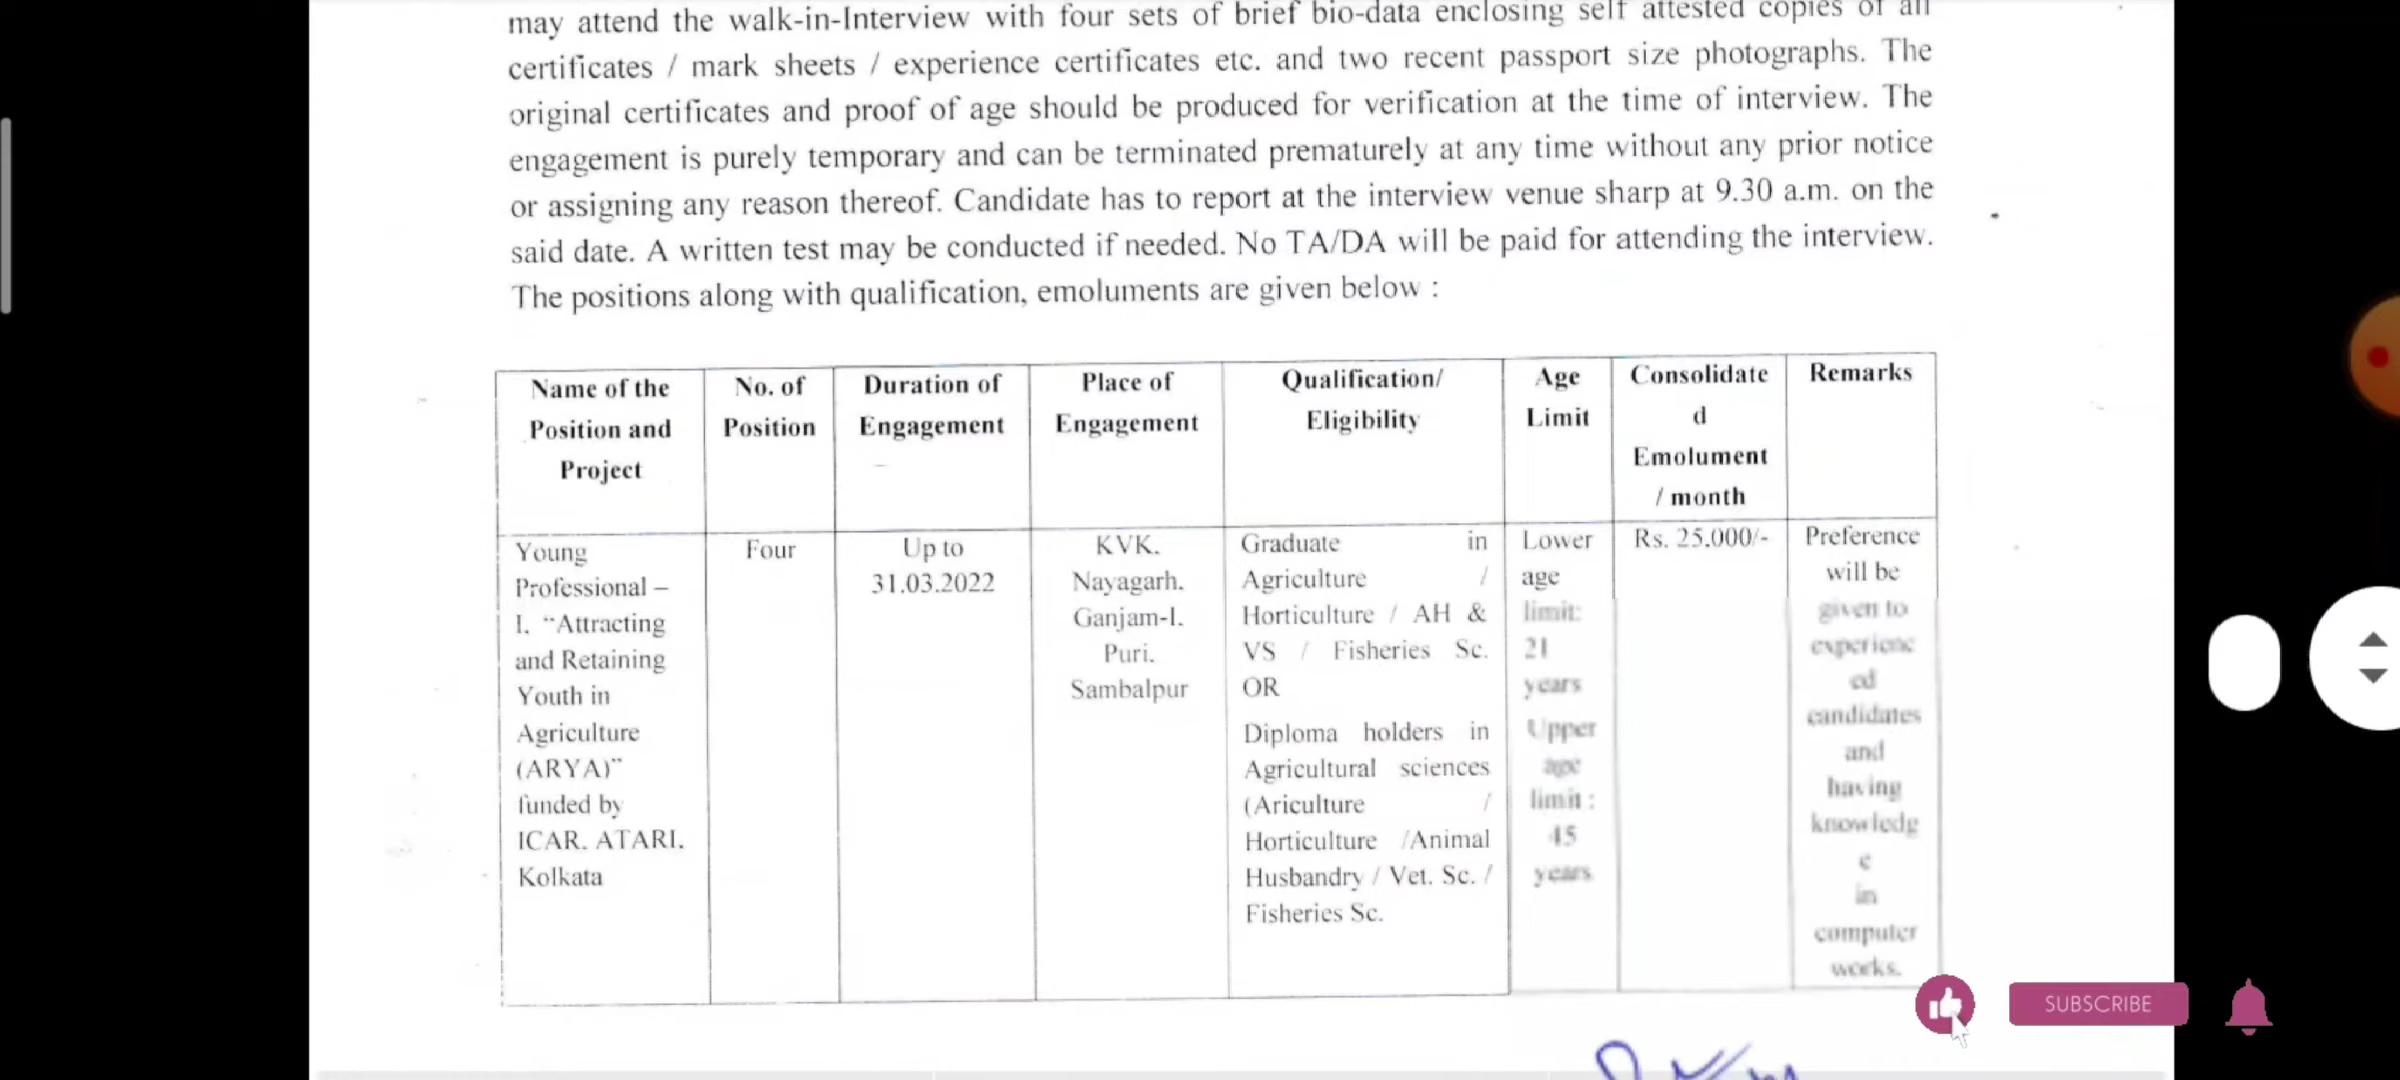 may attend the walk-in-Interview with four sets of brief bio-data enclosing self attested copies of all
certificates / mark sheets / experience certificates etc. and two recent passport size photographs. The
original certificates and proof of age should be produced for verification at the time of interview. The
engagement is purely temporary and can be terminated prematurely at any time without any prior notice
or assigning any reason thereof. Candidate has to report at the interview venue sharp at 9.30 a.m. on the
said date. A written test may be conducted if needed. No TA/DA will be paid for attending the interview.
The positions along with qualification, emoluments are given below :
Name of the
Position and
Project
No. of
Position
Duration of
Engagement
Place of
Engagement
Qualification/
Eligibility
Age
Limit
Consolidate
d
Emolument
/ month
Remarks
Young
Professional –
I. "Attracting
and Retaining
Youth in
Agriculture
(ARYA)"
funded by
ICAR. ATARI.
Kolkata
Four
Up to
31.03.2022
KVK.
Nayagarh.
Ganjam-I.
Puri.
Sambalpur
Graduate in
Agriculture /
Horticulture / AH &
VS / Fisheries Sc.
OR
Diploma holders in
Agricultural sciences
(Ariculture /
Horticulture /Animal
Husbandry / Vet. Sc. /
Fisheries Sc.
Lower
age
limit:
21
years
Upper
age
limit :
45
years
Rs. 25.000/-
Preference
will be
given to
experienc
ed
candidates
and
having
knowledg
e
in
computer
works.
SUBSCRIBE